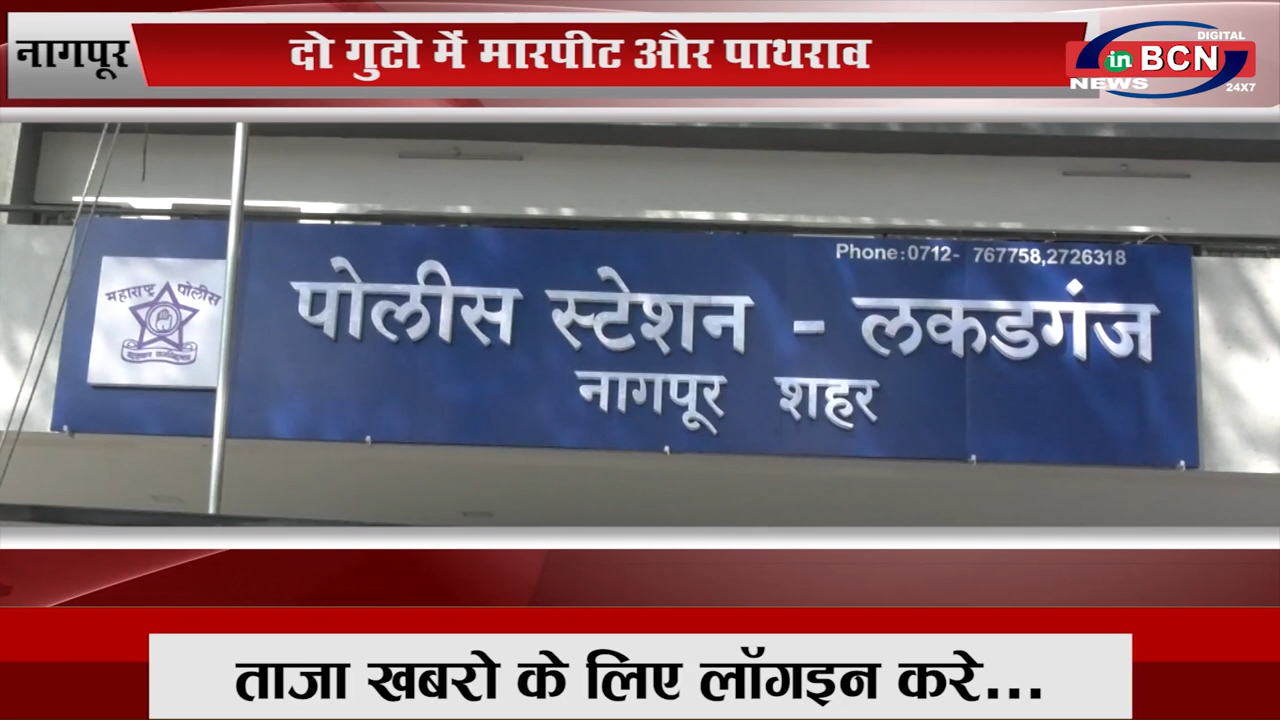 नागपूर
दो गुटो में मारपीट और पाथराव
DIGITAL
in BCN
NEWS
24X7
Phone:0712- 767758,2726318
महाराष्ट्र पोलीस
पोलीस स्टेशन - लकडगंज
नागपूर शहर
ताजा खबरो के लिए लॉगइन करे...